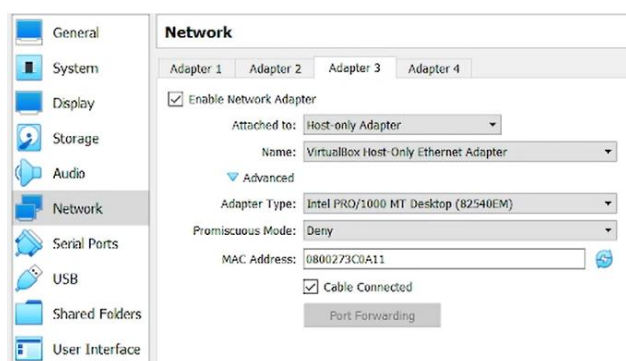 General
System
Display
Storage
Audio
Network
Serial Ports
USB
Shared Folders
User Interface
Network
Adapter 1 Adapter 2 Adapter 3 Adapter 4
Enable Network Adapter
Attached to: Host-only Adapter
Name: VirtualBox Host-Only Ethernet Adapter
Advanced
Adapter Type: Intel PRO/1000 MT Desktop (82540EM)
Promiscuous Mode: Deny
MAC Address: 0800273C0A11
Cable Connected
Port Forwarding